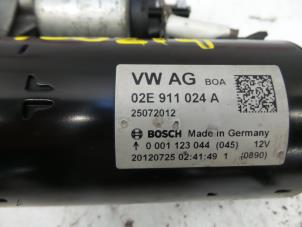 VW AG BOA
02E 911 024 A
25072012
BOSCH Made in Germany
0 001 123 044 (045) 12V
20120725 02:41:49 1 (0890)